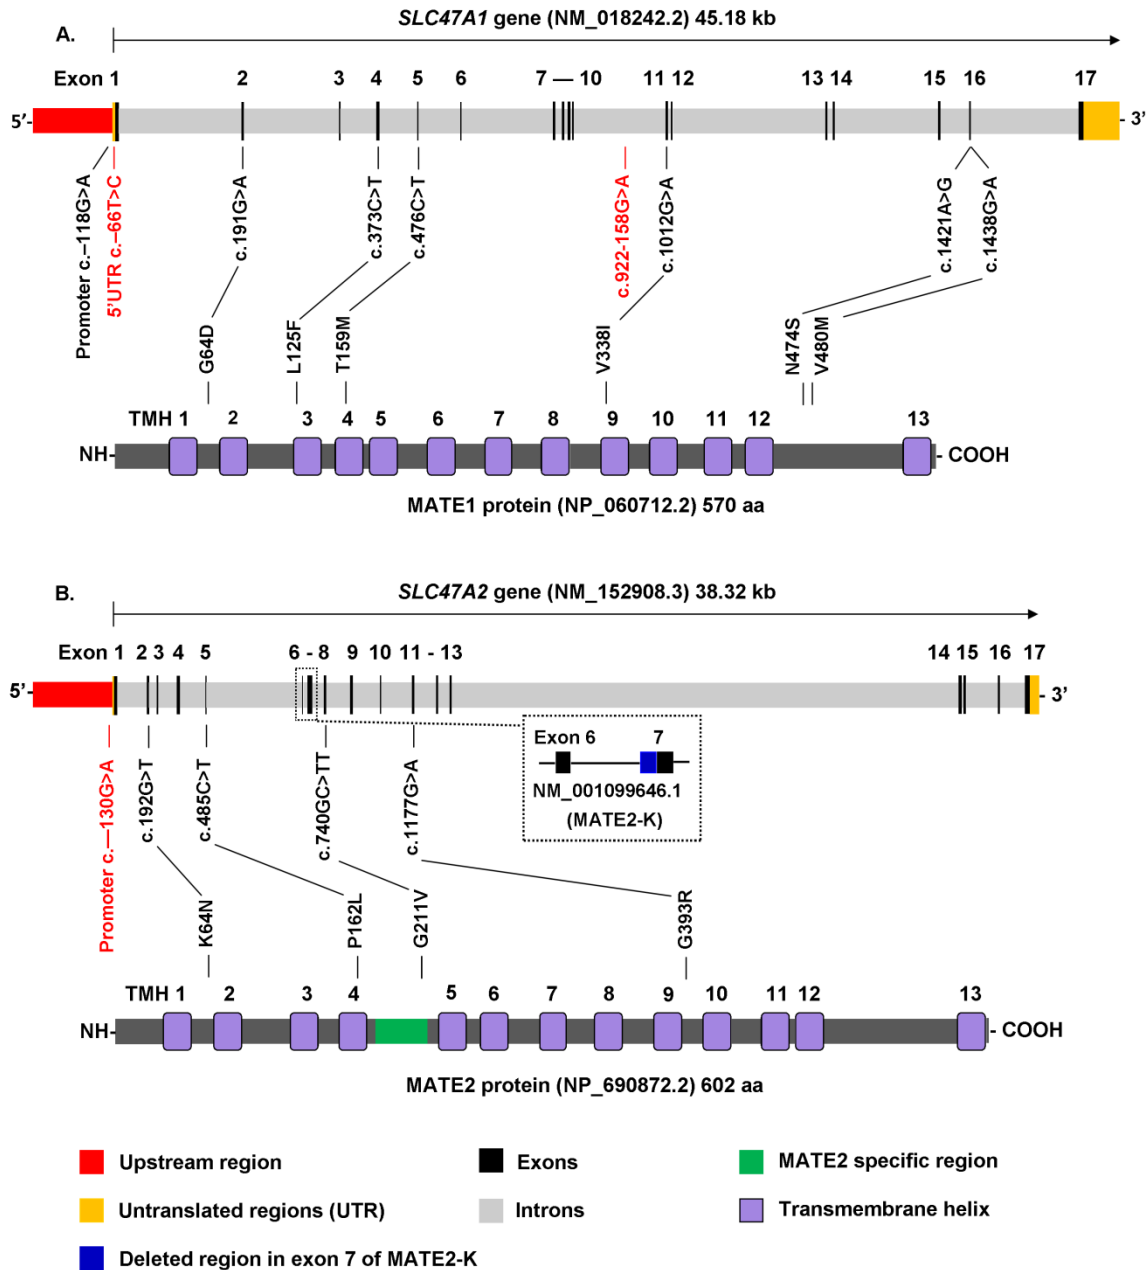 A.
SLC47A1 gene (NM_018242.2) 45.18 kb
Exon 1 2 3 4 5 6 7 — 10 11 12 13 14 15 16 17
5'- - 3'
Promoter c.–118G>A
5'UTR c.–66T>C
c.191G>A
c.373C>T
c.476C>T
c.922-158G>A
c.1012G>A
c.1421A>G
c.1438G>A
G64D
L125F
T159M
V338I
N474S
V480M
TMH 1 2 3 4 5 6 7 8 9 10 11 12 13
NH- - COOH
MATE1 protein (NP_060712.2) 570 aa
B.
SLC47A2 gene (NM_152908.3) 38.32 kb
Exon 1 2 3 4 5 6 - 8 9 10 11 - 13 14 15 16 17
5'- - 3'
Promoter c.—130G>A
c.192G>T
c.485C>T
c.740GC>TT
c.1177G>A
Exon 6 7
NM_001099646.1
(MATE2-K)
K64N
P162L
G211V
G393R
TMH 1 2 3 4 5 6 7 8 9 10 11 12 13
NH- - COOH
MATE2 protein (NP_690872.2) 602 aa
Upstream region
Exons
MATE2 specific region
Untranslated regions (UTR)
Introns
Transmembrane helix
Deleted region in exon 7 of MATE2-K